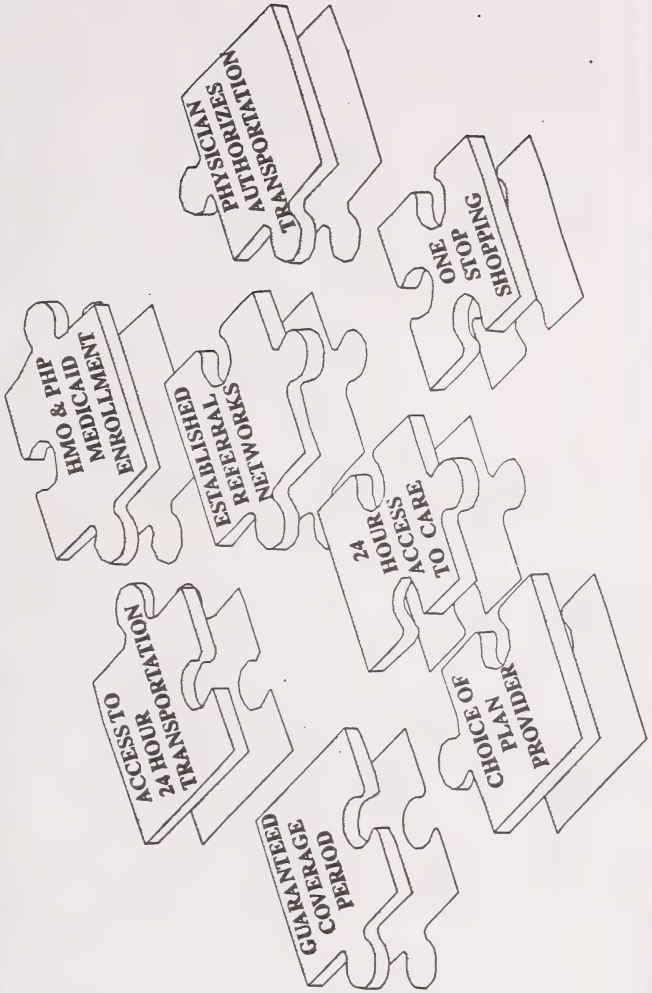 ACCESS TO
24 HOUR
TRANSPORTATION
HMO & PHP
MEDICAID
ENROLLMENT
PHYSICIAN
AUTHORIZES
TRANSPORTATION
GUARANTEED
COVERAGE
PERIOD
ESTABLISHED
REFERRAL
NETWORKS
24
HOUR
ACCESS
TO CARE
CHOICE OF
PLAN
PROVIDER
ONE
STOP
SHOPPING